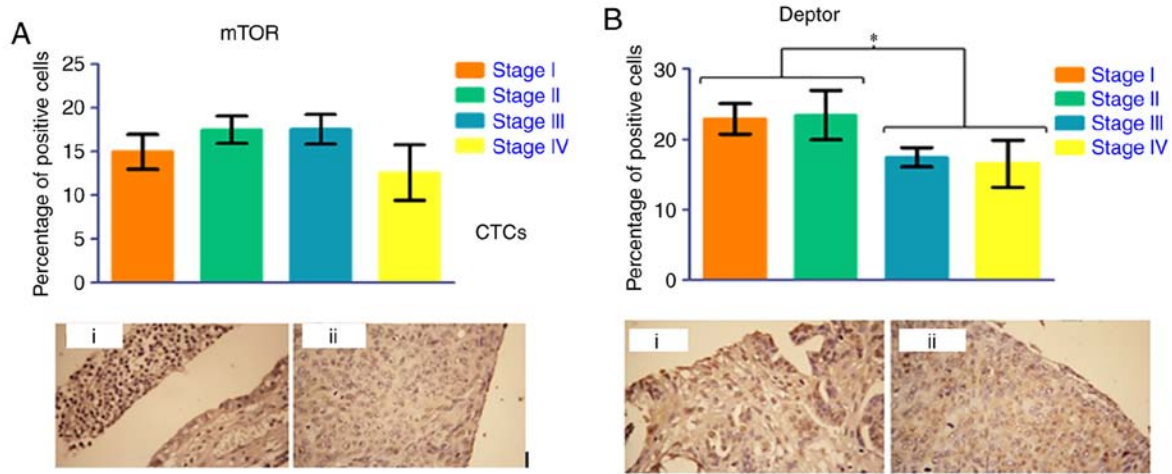 A
mTOR
Percentage of positive cells
25
20
15
10
5
0
Stage I
Stage II
Stage III
Stage IV
CTCs
i
ii
B
Deptor
*
Percentage of positive cells
30
20
10
0
Stage I
Stage II
Stage III
Stage IV
i
ii